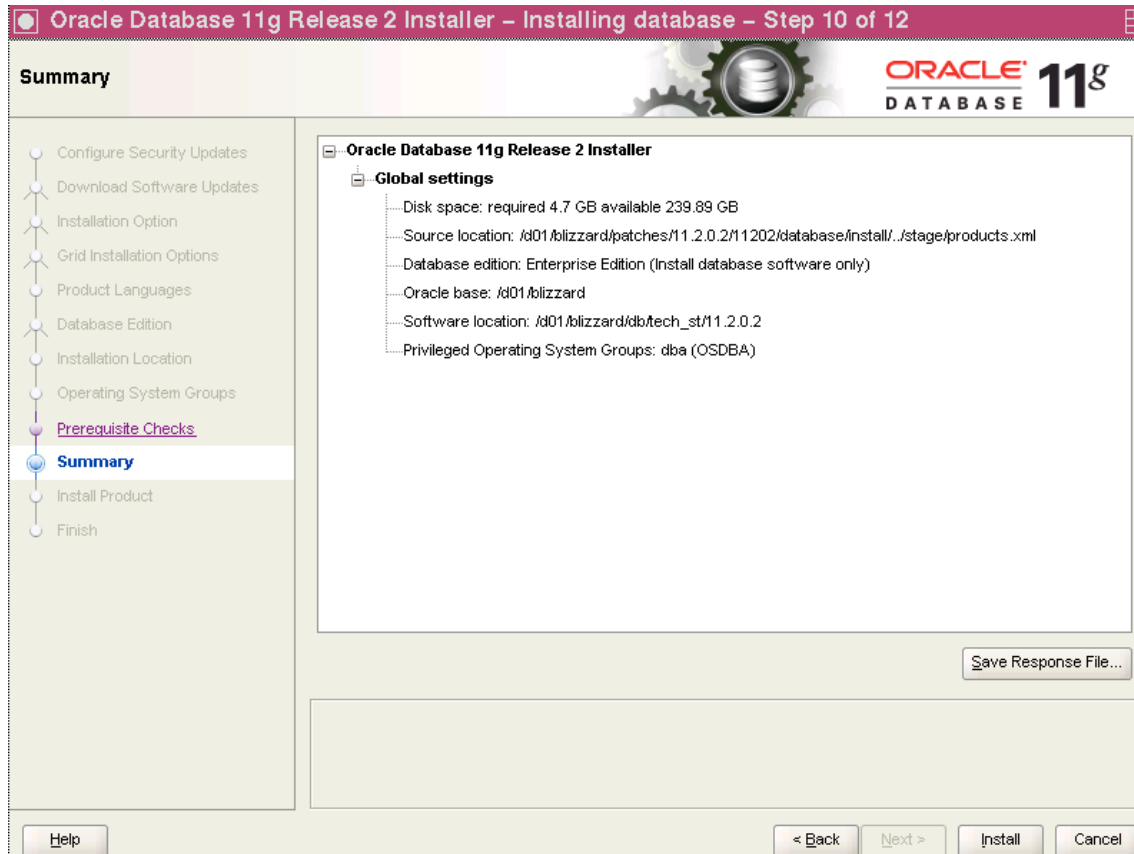 Oracle Database 11g Release 2 Installer – Installing database – Step 10 of 12
Summary
ORACLE
DATABASE 11g
Configure Security Updates
Download Software Updates
Installation Option
Grid Installation Options
Product Languages
Database Edition
Installation Location
Operating System Groups
Prerequisite Checks
Summary
Install Product
Finish
Oracle Database 11g Release 2 Installer
Global settings
Disk space: required 4.7 GB available 239.89 GB
Source location: /d01/blizzard/patches/11.2.0.2/11202/database/install/../stage/products.xml
Database edition: Enterprise Edition (Install database software only)
Oracle base: /d01/blizzard
Software location: /d01/blizzard/db/tech_st/11.2.0.2
Privileged Operating System Groups: dba (OSDBA)
Save Response File...
Help
< Back
Next >
Install
Cancel